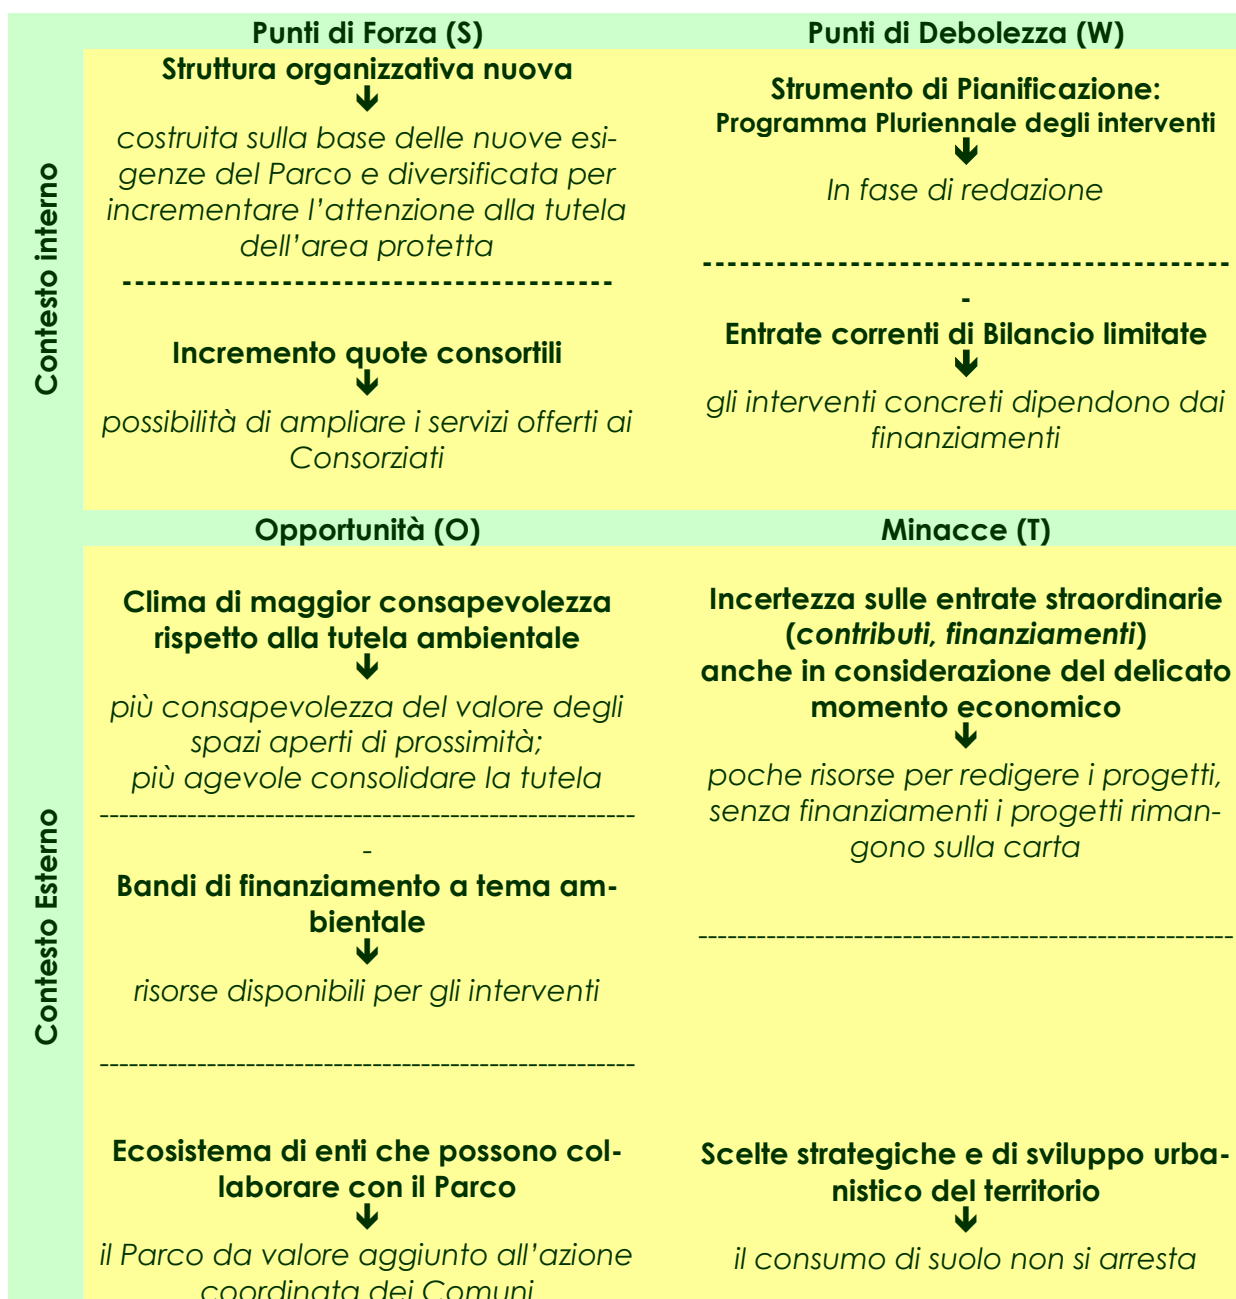 Contesto interno
Punti di Forza (S)
Struttura organizzativa nuova
🡻
costruita sulla base delle nuove esi-
genze del Parco e diversificata per
incrementare l’attenzione alla tutela
dell’area protetta
---------------------------------------
Incremento quote consortili
🡻
possibilità di ampliare i servizi offerti ai
Consorziati
Punti di Debolezza (W)
Strumento di Pianificazione:
Programma Pluriennale degli interventi
🡻
In fase di redazione
------------------------------------------
-
Entrate correnti di Bilancio limitate
🡻
gli interventi concreti dipendono dai
finanziamenti
Contesto Esterno
Opportunità (O)
Clima di maggior consapevolezza
rispetto alla tutela ambientale
🡻
più consapevolezza del valore degli
spazi aperti di prossimità;
più agevole consolidare la tutela
-------------------------------------------------------
-
Bandi di finanziamento a tema am-
bientale
🡻
risorse disponibili per gli interventi
-------------------------------------------------------
Ecosistema di enti che possono col-
laborare con il Parco
🡻
il Parco da valore aggiunto all’azione
coordinata dei Comuni
Minacce (T)
Incertezza sulle entrate straordinarie
(contributi, finanziamenti)
anche in considerazione del delicato
momento economico
🡻
poche risorse per redigere i progetti,
senza finanziamenti i progetti riman-
gono sulla carta
-------------------------------------------------------
Scelte strategiche e di sviluppo urba-
nistico del territorio
🡻
il consumo di suolo non si arresta